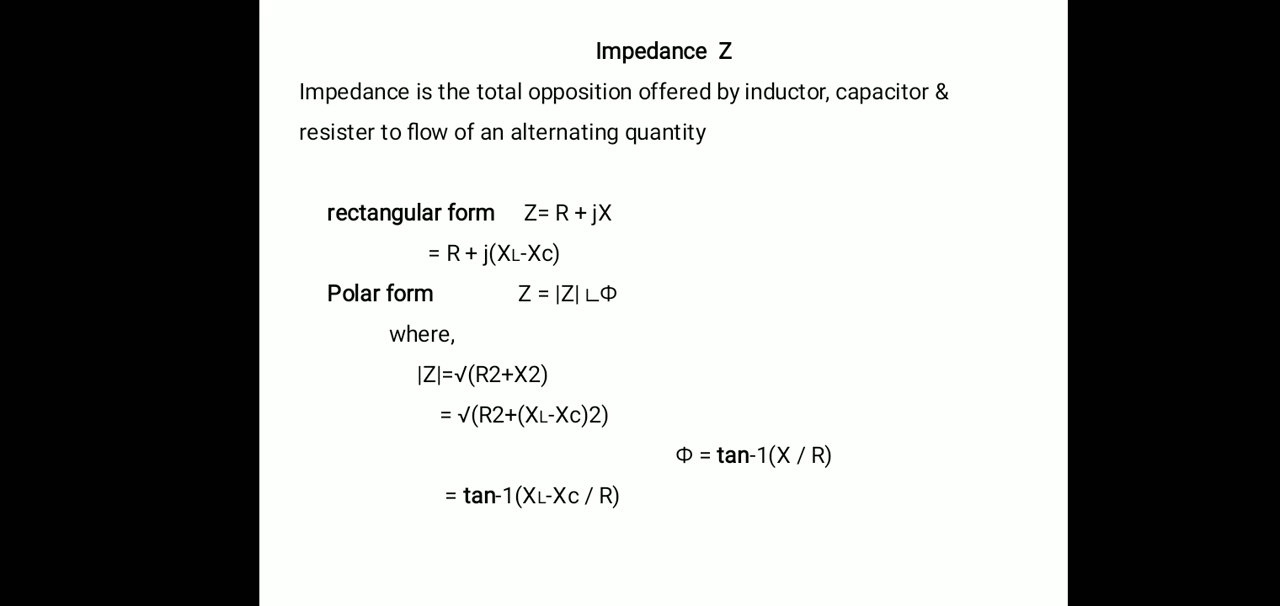 Impedance Z
Impedance is the total opposition offered by inductor, capacitor &
resister to flow of an alternating quantity
rectangular form Z= R + jX
= R + j(XL-Xc)
Polar form Z = |Z| ∟Φ
where,
|Z|=√(R2+X2)
= √(R2+(XL-Xc)2)
Φ = tan-1(X / R)
= tan-1(XL-Xc / R)